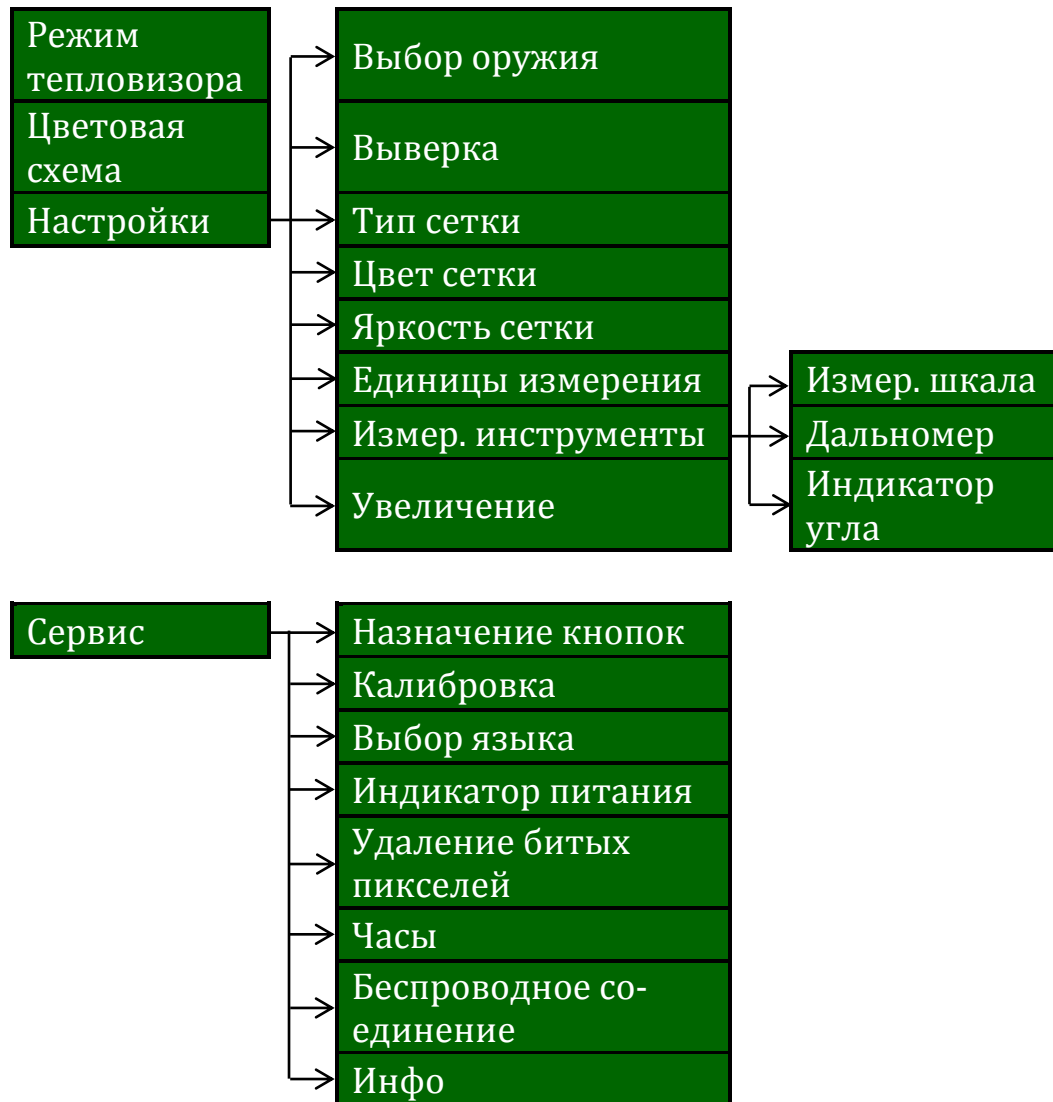 Режим
тепловизора
Цветовая
схема
Настройки
Выбор оружия
Выверка
Тип сетки
Цвет сетки
Яркость сетки
Единицы измерения
Измер. инструменты
Увеличение
Измер. шкала
Дальномер
Индикатор
угла
Сервис
Назначение кнопок
Калибровка
Выбор языка
Индикатор питания
Удаление битых
пикселей
Часы
Беспроводное со-
единение
Инфо